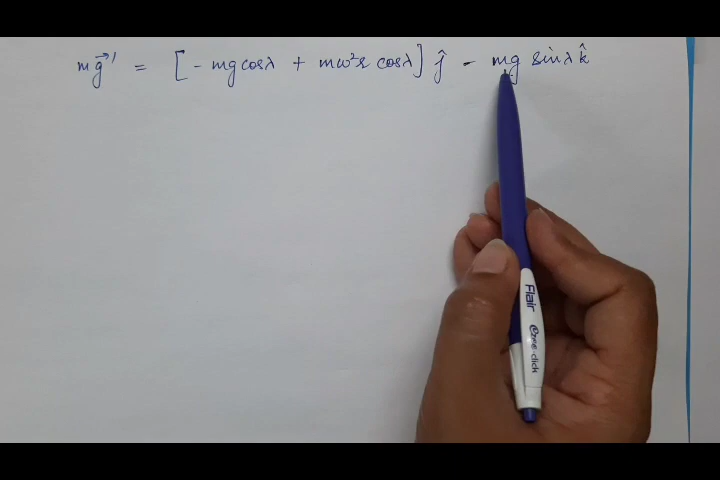 mg⃗' = [- mg cosλ + mω²r cosλ] ĵ - mg sinλ k̂
Flair